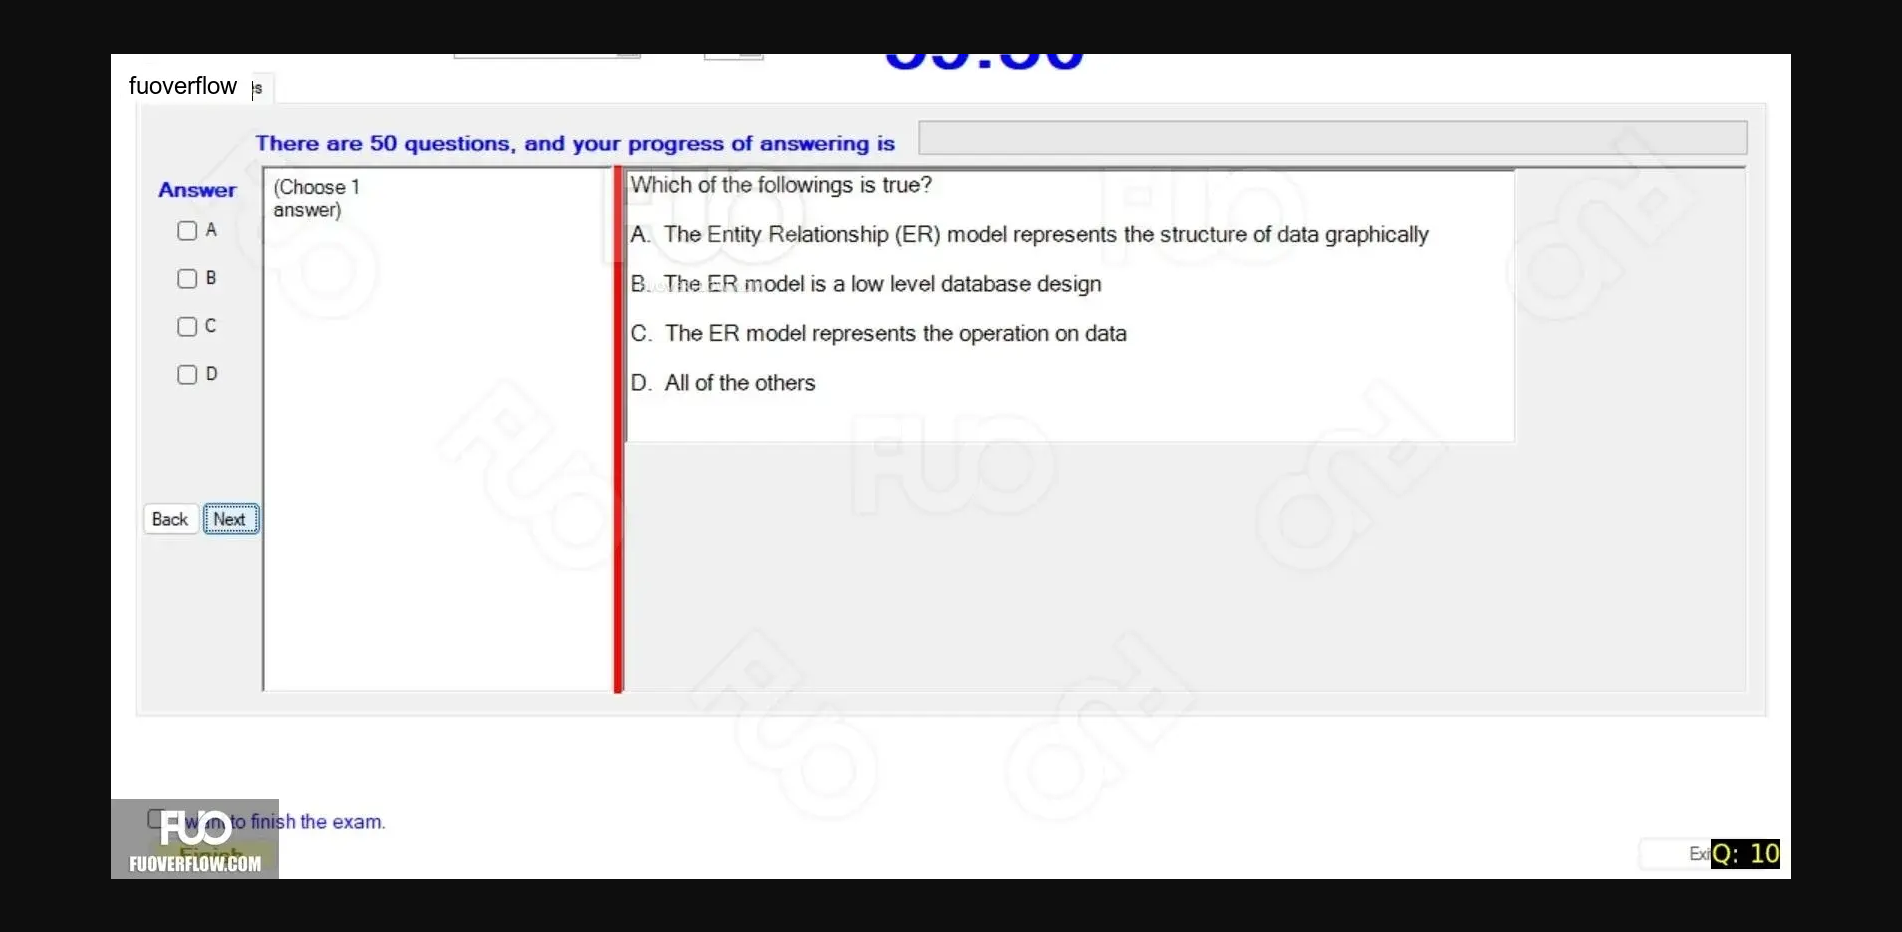 fuoverflow
There are 50 questions, and your progress of answering is
Answer
(Choose 1
answer)
A
B
C
D
Which of the followings is true?
A. The Entity Relationship (ER) model represents the structure of data graphically
B. The ER model is a low level database design
C. The ER model represents the operation on data
D. All of the others
Back
Next
want to finish the exam.
Finish
FUO
FUOVERFLOW.COM
Q: 10